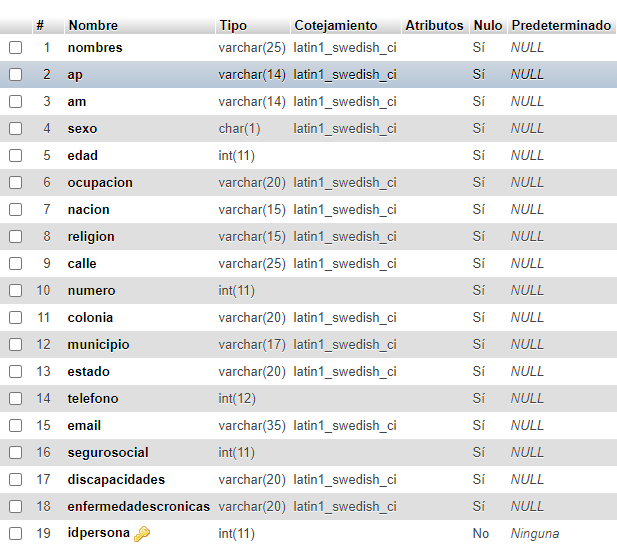 # Nombre Tipo Cotejamiento Atributos Nulo Predeterminado
1 nombres varchar(25) latin1_swedish_ci Sí NULL
2 ap varchar(14) latin1_swedish_ci Sí NULL
3 am varchar(14) latin1_swedish_ci Sí NULL
4 sexo char(1) latin1_swedish_ci Sí NULL
5 edad int(11) Sí NULL
6 ocupacion varchar(20) latin1_swedish_ci Sí NULL
7 nacion varchar(15) latin1_swedish_ci Sí NULL
8 religion varchar(15) latin1_swedish_ci Sí NULL
9 calle varchar(25) latin1_swedish_ci Sí NULL
10 numero int(11) Sí NULL
11 colonia varchar(20) latin1_swedish_ci Sí NULL
12 municipio varchar(17) latin1_swedish_ci Sí NULL
13 estado varchar(20) latin1_swedish_ci Sí NULL
14 telefono int(12) Sí NULL
15 email varchar(35) latin1_swedish_ci Sí NULL
16 segurosocial int(11) Sí NULL
17 discapacidades varchar(20) latin1_swedish_ci Sí NULL
18 enfermedadescronicas varchar(20) latin1_swedish_ci Sí NULL
19 idpersona int(11) No Ninguna